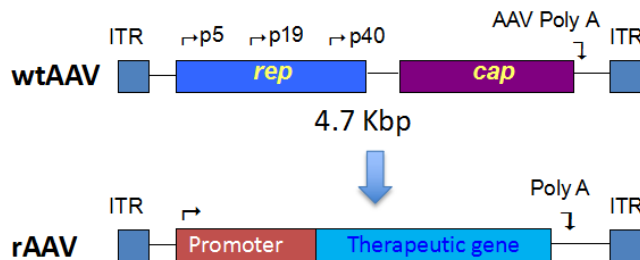 AAV Poly A
ITR p5 p19 p40 ITR
wtAAV rep cap
4.7 Kbp
ITR Poly A ITR
rAAV Promoter Therapeutic gene